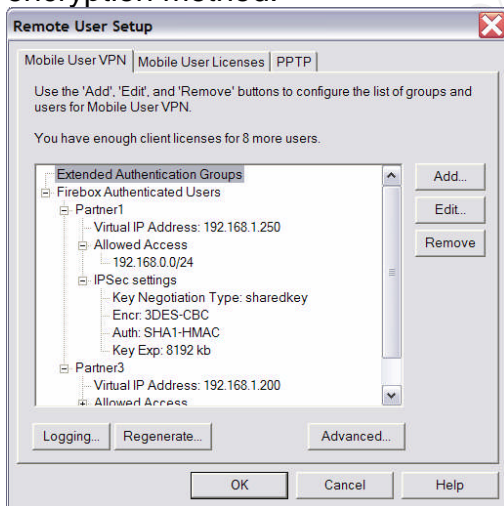 encryption method.
Remote User Setup
Mobile User VPN Mobile User Licenses PPTP
Use the 'Add', 'Edit', and 'Remove' buttons to configure the list of groups and
users for Mobile User VPN.
You have enough client licenses for 8 more users.
Extended Authentication Groups
Firebox Authenticated Users
Partner1
Virtual IP Address: 192.168.1.250
Allowed Access
192.168.0.0/24
IPSec settings
Key Negotiation Type: sharedkey
Encr: 3DES-CBC
Auth: SHA1-HMAC
Key Exp: 8192 kb
Partner3
Virtual IP Address: 192.168.1.200
Allowed Access
Add...
Edit...
Remove
Logging... Regenerate... Advanced...
OK Cancel Help